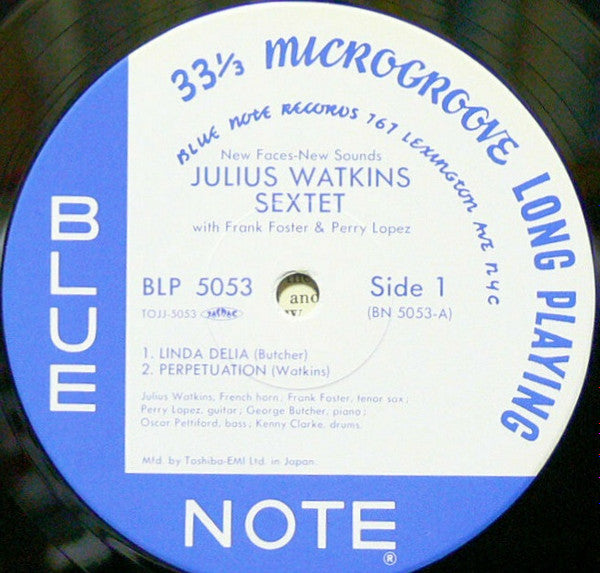 33⅓ MICROGROOVE LONG PLAYING
BLUE NOTE RECORDS 767 LEXINGTON AVE NYC
New Faces-New Sounds
JULIUS WATKINS
SEXTET
with Frank Foster & Perry Lopez
BLP 5053
Side 1
TOJJ-5053
(BN 5053-A)
and
1. LINDA DELIA (Butcher)
2. PERPETUATION (Watkins)
Julius Watkins, French horn; Frank Foster, tenor sax;
Perry Lopez, guitar; George Butcher, piano;
Oscar Pettiford, bass; Kenny Clarke, drums.
Mfd. by Toshiba-EMI Ltd. in Japan.
BLUE
NOTE®